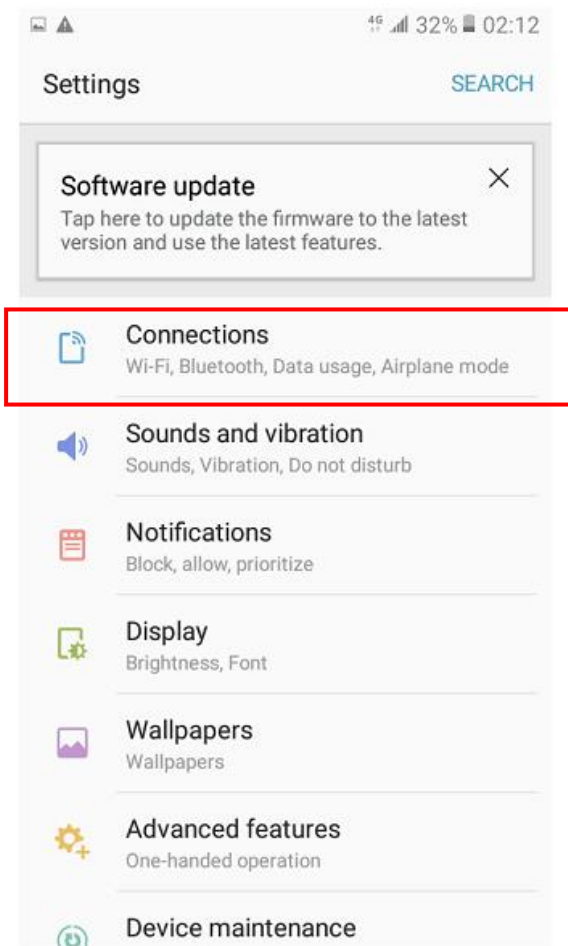 4G 32% 02:12
Settings SEARCH
Software update
Tap here to update the firmware to the latest
version and use the latest features.
Connections
Wi-Fi, Bluetooth, Data usage, Airplane mode
Sounds and vibration
Sounds, Vibration, Do not disturb
Notifications
Block, allow, prioritize
Display
Brightness, Font
Wallpapers
Wallpapers
Advanced features
One-handed operation
Device maintenance